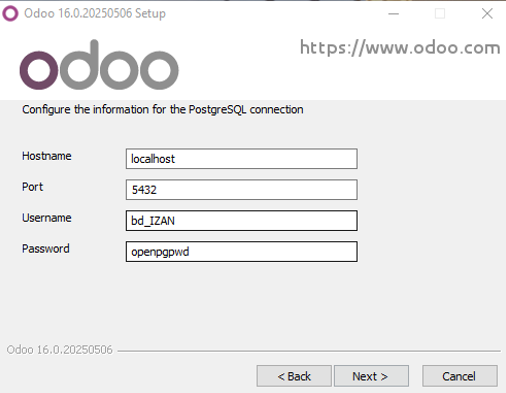 Odoo 16.0.20250506 Setup
odoo
https://www.odoo.com
Configure the information for the PostgreSQL connection
Hostname localhost
Port 5432
Username bd_IZAN
Password openpgpwd
Odoo 16.0.20250506
< Back Next > Cancel